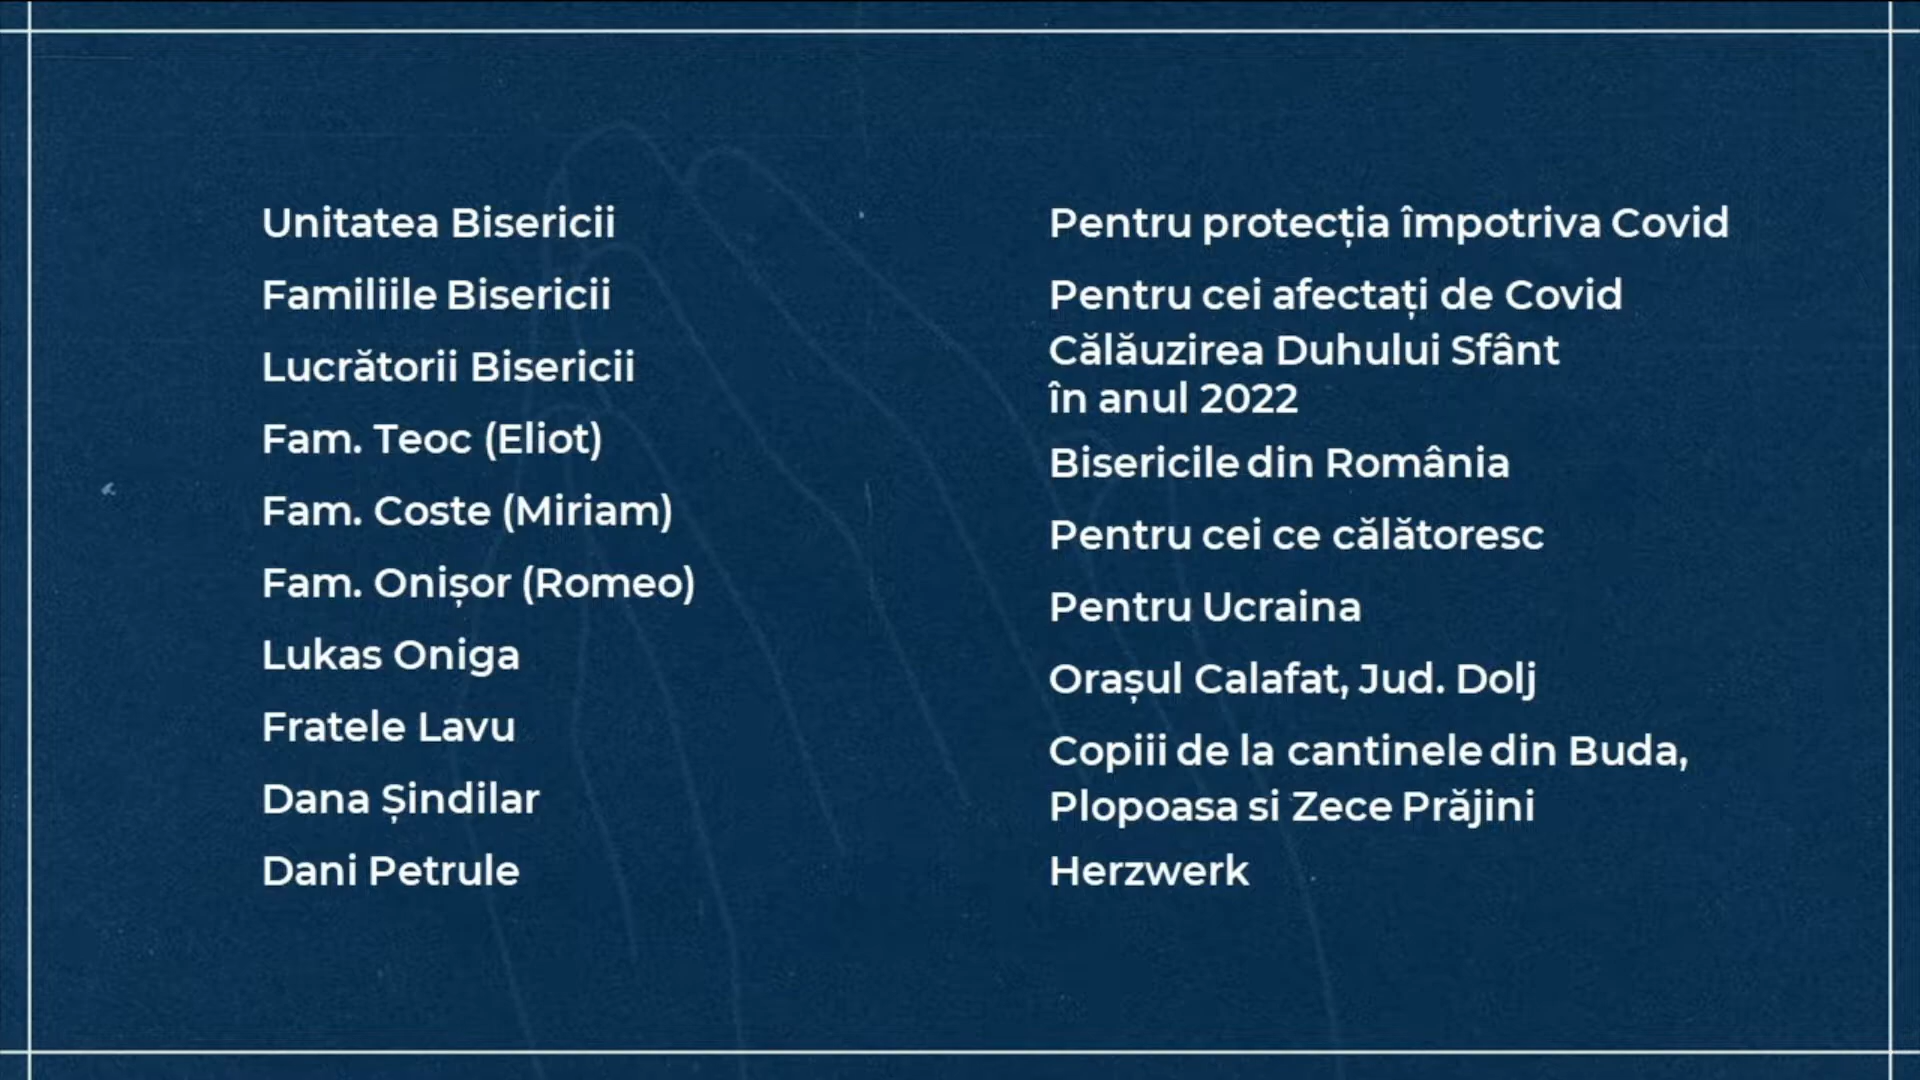 Unitatea Bisericii
Familiile Bisericii
Lucrătorii Bisericii
Fam. Teoc (Eliot)
Fam. Coste (Miriam)
Fam. Onișor (Romeo)
Lukas Oniga
Fratele Lavu
Dana Șindilar
Dani Petrule
Pentru protecția împotriva Covid
Pentru cei afectați de Covid
Călăuzirea Duhului Sfânt
în anul 2022
Bisericile din România
Pentru cei ce călătoresc
Pentru Ucraina
Orașul Calafat, Jud. Dolj
Copiii de la cantinele din Buda,
Plopoasa si Zece Prăjini
Herzwerk